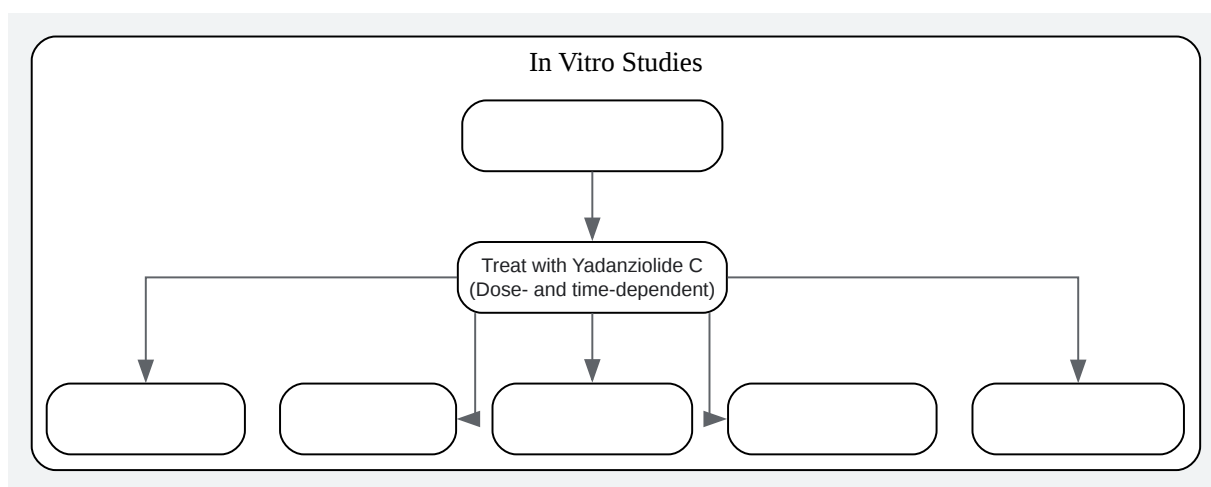 In Vitro Studies
Treat with Yadanziolide C
(Dose- and time-dependent)